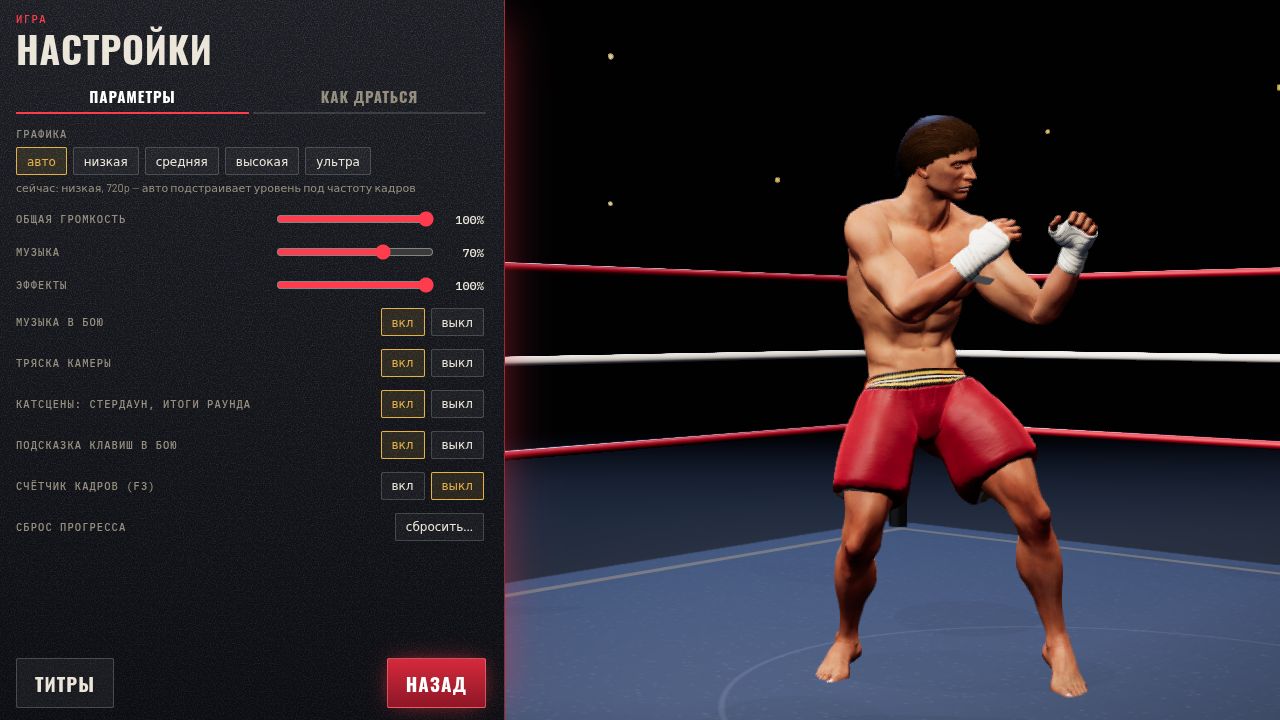 ИГРА
НАСТРОЙКИ
ПАРАМЕТРЫ КАК ДРАТЬСЯ
ГРАФИКА
авто низкая средняя высокая ультра
сейчас: низкая, 720p — авто подстраивает уровень под частоту кадров
ОБЩАЯ ГРОМКОСТЬ 100%
МУЗЫКА 70%
ЭФФЕКТЫ 100%
МУЗЫКА В БОЮ вкл выкл
ТРЯСКА КАМЕРЫ вкл выкл
КАТСЦЕНЫ: СТЕРДАУН, ИТОГИ РАУНДА вкл выкл
ПОДСКАЗКА КЛАВИШ В БОЮ вкл выкл
СЧЁТЧИК КАДРОВ (F3) вкл выкл
СБРОС ПРОГРЕССА сбросить…
ТИТРЫ НАЗАД